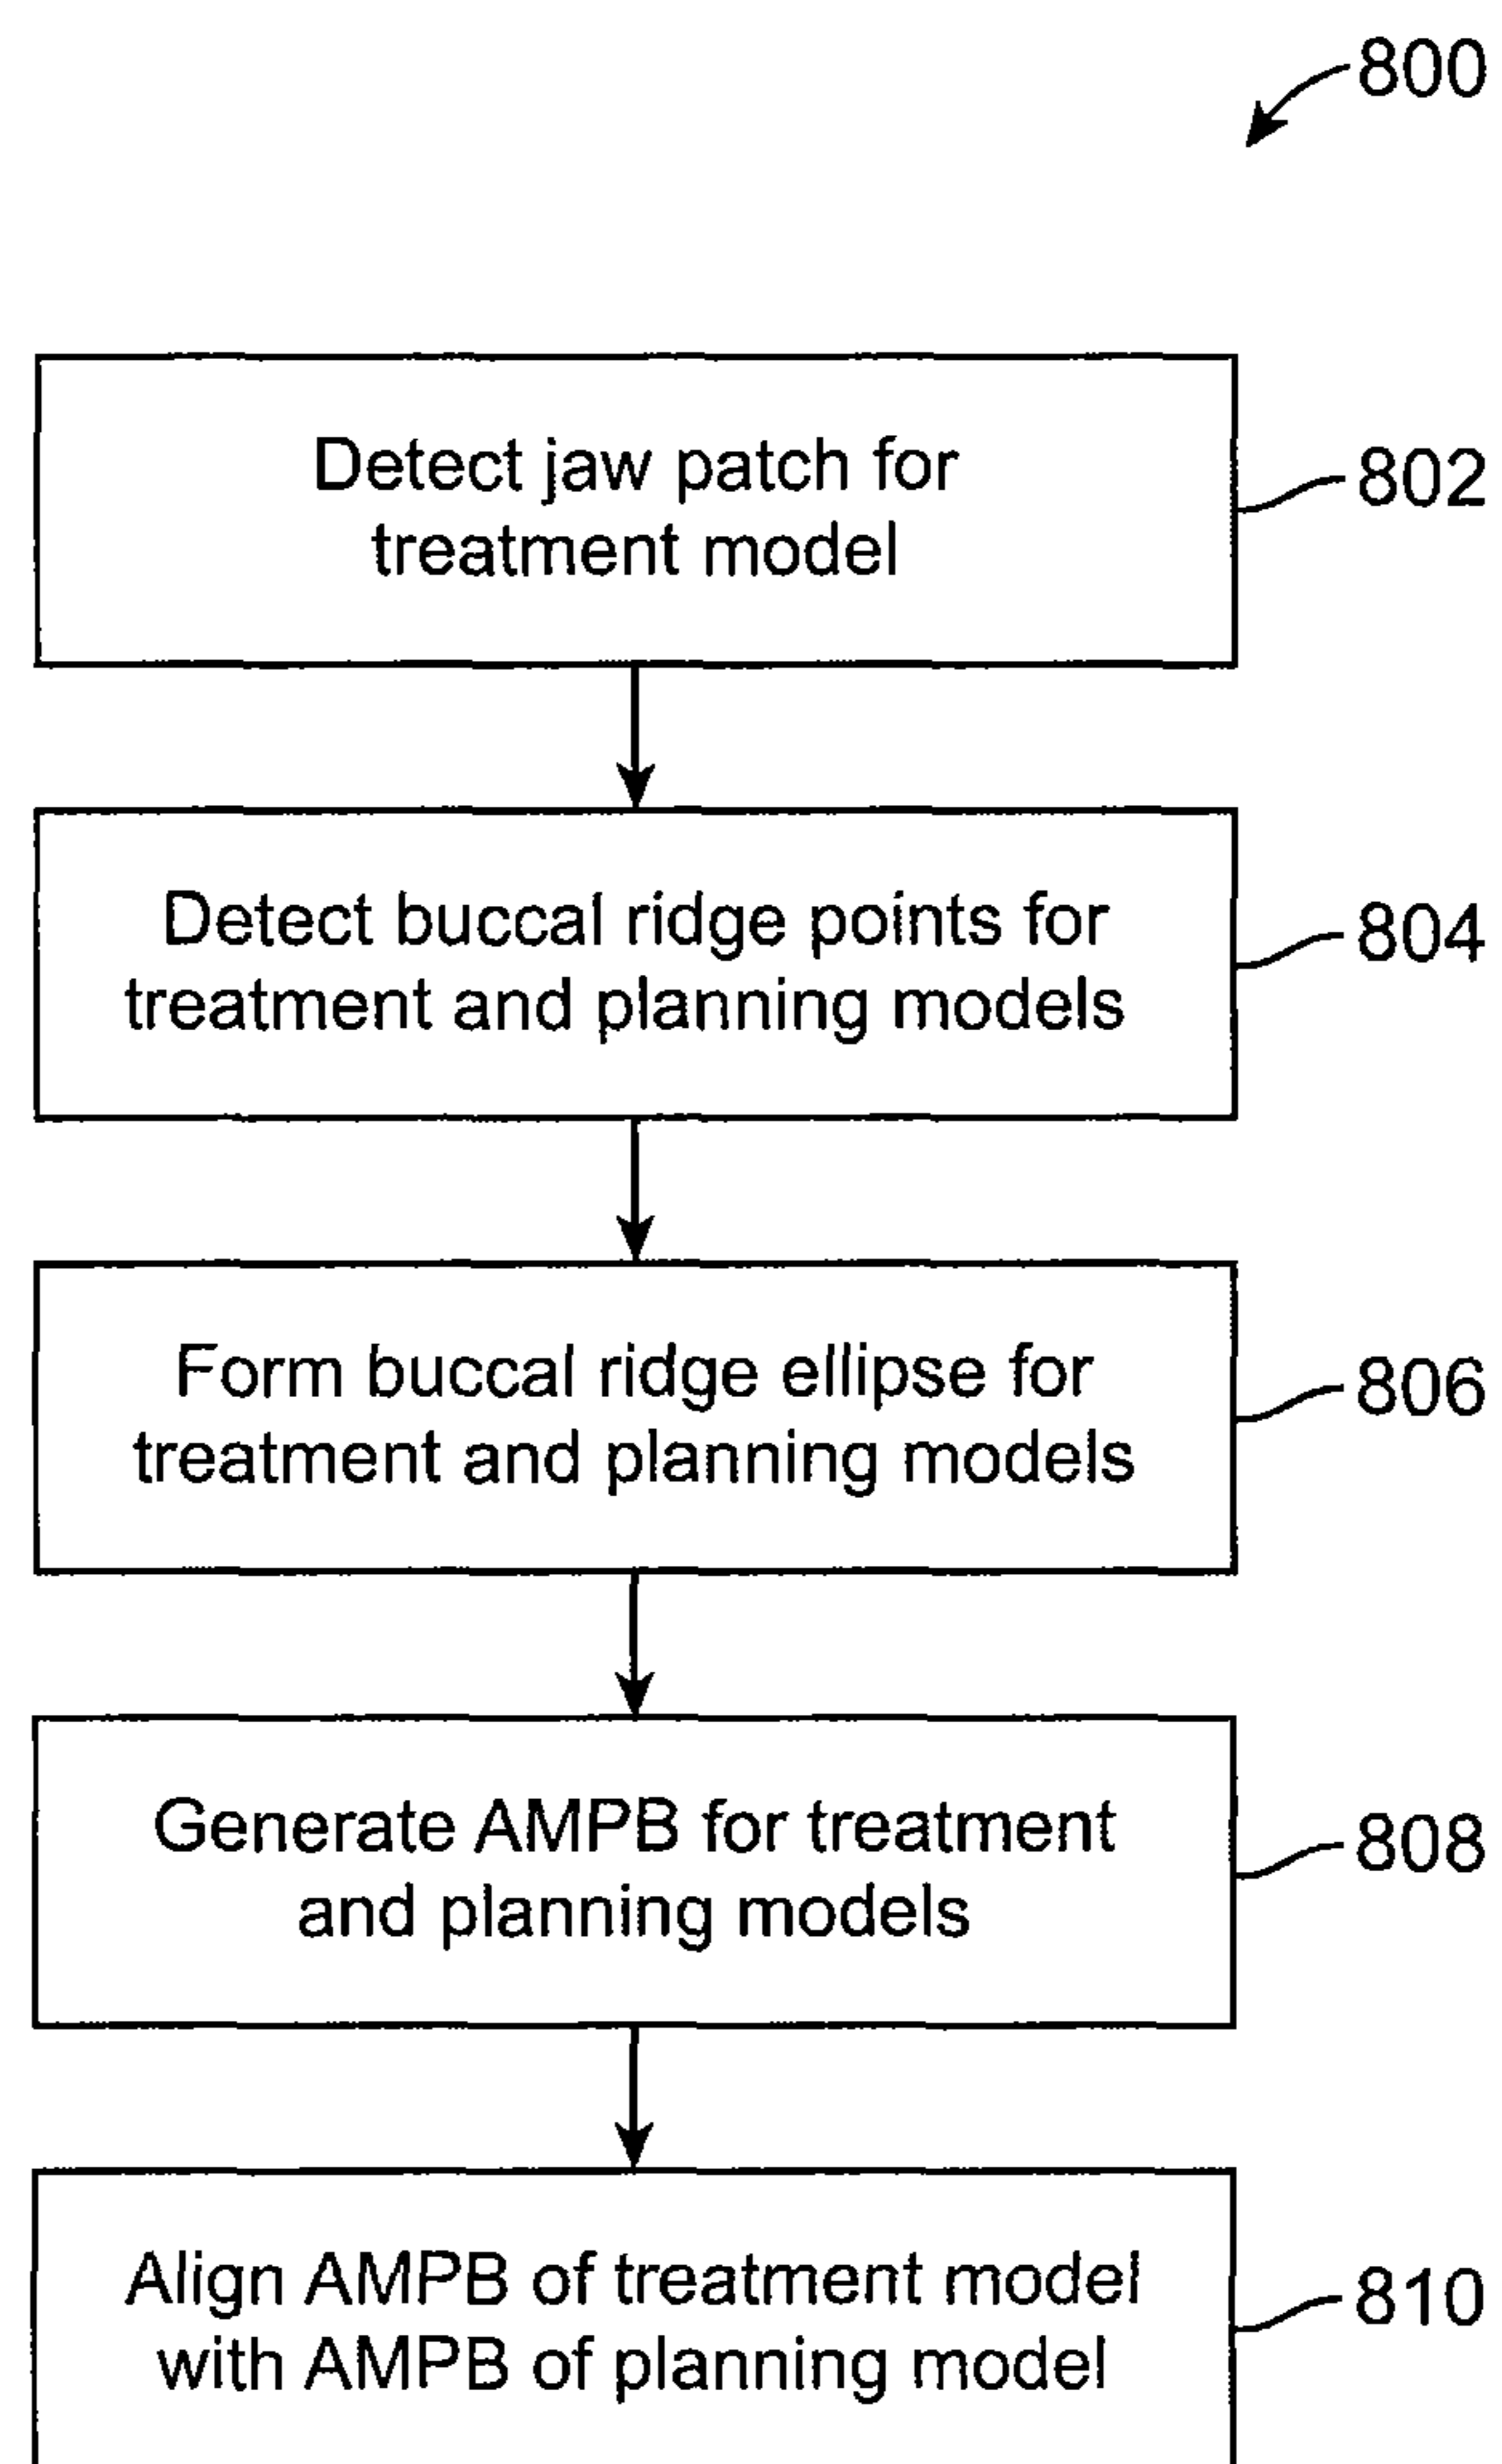 800
Detect jaw patch for
treatment model
802
Detect buccal ridge points for
treatment and planning models
804
Form buccal ridge ellipse for
treatment and planning models
806
Generate AMPB for treatment
and planning models
808
Align AMPB of treatment model
with AMPB of planning model
810